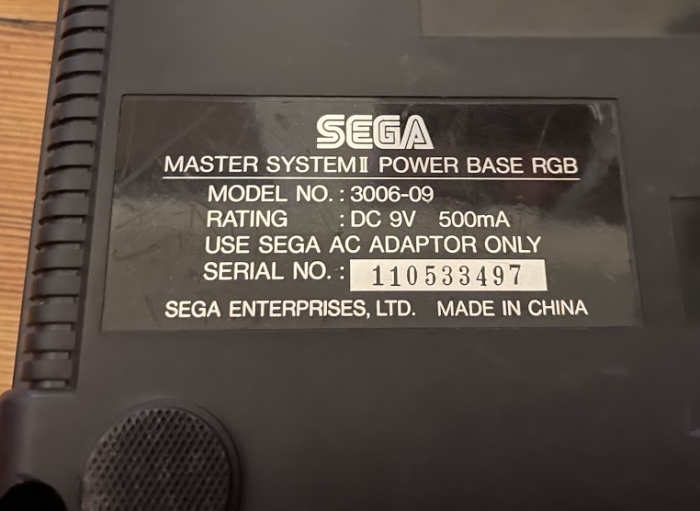 SEGA
MASTER SYSTEM II POWER BASE RGB
MODEL NO. : 3006-09
RATING : DC 9V 500mA
USE SEGA AC ADAPTOR ONLY
SERIAL NO. : 110533497
SEGA ENTERPRISES, LTD. MADE IN CHINA